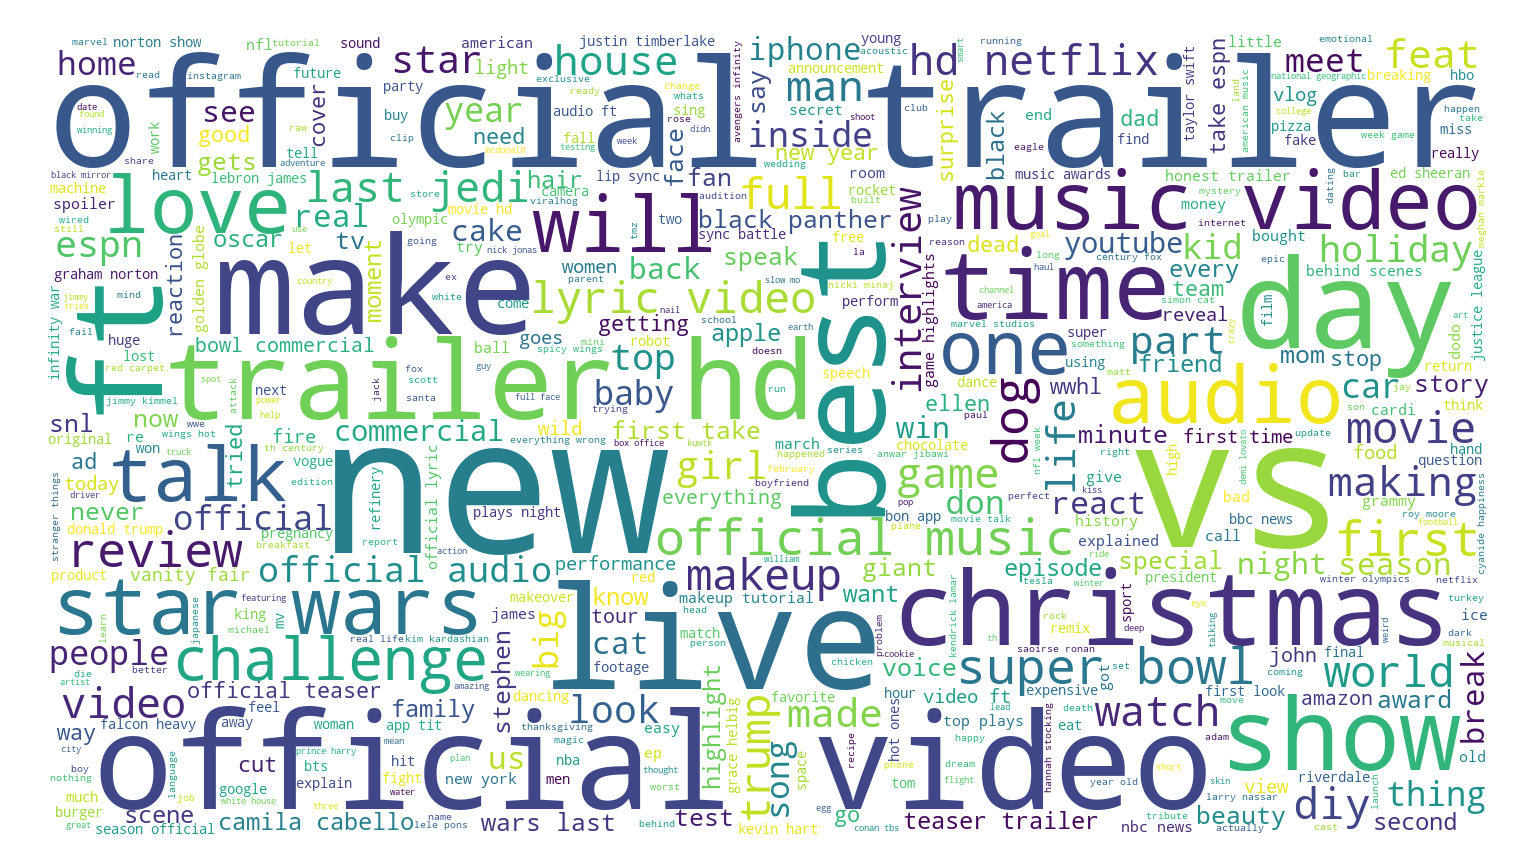 official trailer
official video
new
vs
live
best
make
trailer hd
christmas
day
time
music video
ft
show
audio
love
will
one
talk
star wars
last jedi
challenge
super bowl
official music
lyric video
official audio
review
first
full
man
house
star
home
hd netflix
iphone
feat
meet
inside
year
see
good
gets
cover
need
say
face
fan
hair
real
oscar
tv
espn
cake
black panther
back
speak
top
baby
apple
getting
commercial
first take
girl
game
everything
win
don
dog
life
interview
youtube
kid
holiday
part
team
every
friend
car
story
mom
stop
movie
making
react
minute
first time
wwhl
ellen
dad
vlog
black
surprise
take espn
taylor swift
new year
justin timberlake
american
sound
light
nfl
norton show
marvel
tutorial
instagram
read
date
found
winning
share
work
future
party
buy
tell
heart
clip
raw
adventure
exclusive
ready
audio ft
fall
testing
mcdonald
sing
whats
change
rose
didn
week
avengers infinity
announcement
secret
young
acoustic
club
shoot
eagle
running
smart
end
find
little
land
national geographic
american music
college
breaking
hbo
pizza
fake
miss
emotional
happen
take
week game
really
black mirror
machine
spoiler
wired
still
lebron james
olympic
store
camera
movie hd
viralhog
lip sync
tmz
two
wedding
room
rocket
built
sync battle
music awards
honest trailer
money
mystery
internet
dating
bar
ed sheeran
meghan markle
play
reason
dead
long
goal
haul
century fox
bought
epic
behind scenes
simon cat
reveal
film
justice league
art
dodo
return
graham norton
mind
infinity war
jimmy tries
fail
huge
lost
red carpet
reaction
golden globe
let
use
moment
try
going
nick jonas
ex
country
white
come
women
parent
slow mo
free
la
nicki minaj
perform
game highlights
channel
america
marvel studios
super
something
using
matt
crazy
jay
son
cardi
think
bowl commercial
jimmy kimmel
spot
attack
next
power
help
ball
fox
scott
santa
jack
guy
spicy wings
full face
goes
mini
robot
nail
school
doesn
earth
run
trying
speech
series
dance
paul
snl
now
original
wings hot
re
won
truck
wwe
tried
fire
th century
vogue
edition
everything wrong
wild
box office
kuwtk
march
happened
anwar jibawi
chocolate
nfl week
right
update
give
demi lovato
high
food
question
hand
ad
today
driver
never
official
donald trump
stranger things
pregnancy
breakfast
refinery
report
official lyric
plays night
action
boyfriend
february
pop
plane
bon app
movie talk
perfect
kiss
history
explained
ride
bad
bbc news
call
grammy
roy moore
football
cyanide happiness
product
vanity fair
king
featuring
michael
mv
learn
japanese
performance
makeover
red
know
makeup
makeup tutorial
head
william
giant
want
episode
special
night
season
president
tesla
winter
winter olympics
netflix
turkey
ice
dark
musical
weird
eye
sport
deep
rock
remix
th
kendrick lamar
saoirse ronan
talking
people
die
better
artist
real life
kim kardashian
amazing
wearing
james
big
tour
cat
footage
match
person
problem
cookie
chicken
voice
set
got
expensive
john
final
coming
world
video
official teaser
falcon heavy
feel
away
way
city
boy
nothing
family
woman
app tit
dancing
stephen
thanksgiving
magic
look
easy
highlight
grace helbig
trump
favorite
made
song
space
hour
hot ones
video ft
top plays
lead
death
eat
happy
hannah stocking
watch
adam
first look
move
amazon
award
break
old
much
burger
great
language
job
cut
google
white house
scene
prince harry
bts
explain
mean
plan
hit
fight
water
three
name
lele pons
new york
nba
men
ep
thought
us
worst
test
behind
kevin hart
egg
recipe
go
conan tbs
tom
phone
dream
flight
year old
short
skin
larry nassar
view
riverdale
launch
diy
thing
beauty
actually
tribute
cast
second
nbc news
teaser trailer
season official
camila cabello
wars last